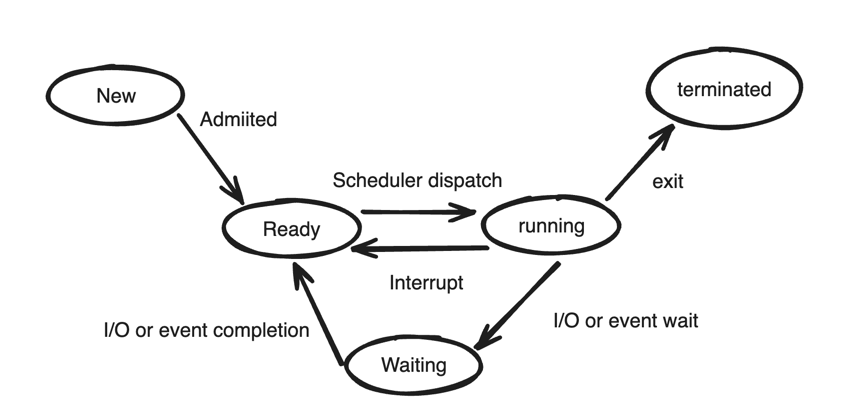 New
terminated
Admiited
Scheduler dispatch
exit
Ready
running
Interrupt
I/O or event completion
I/O or event wait
Waiting